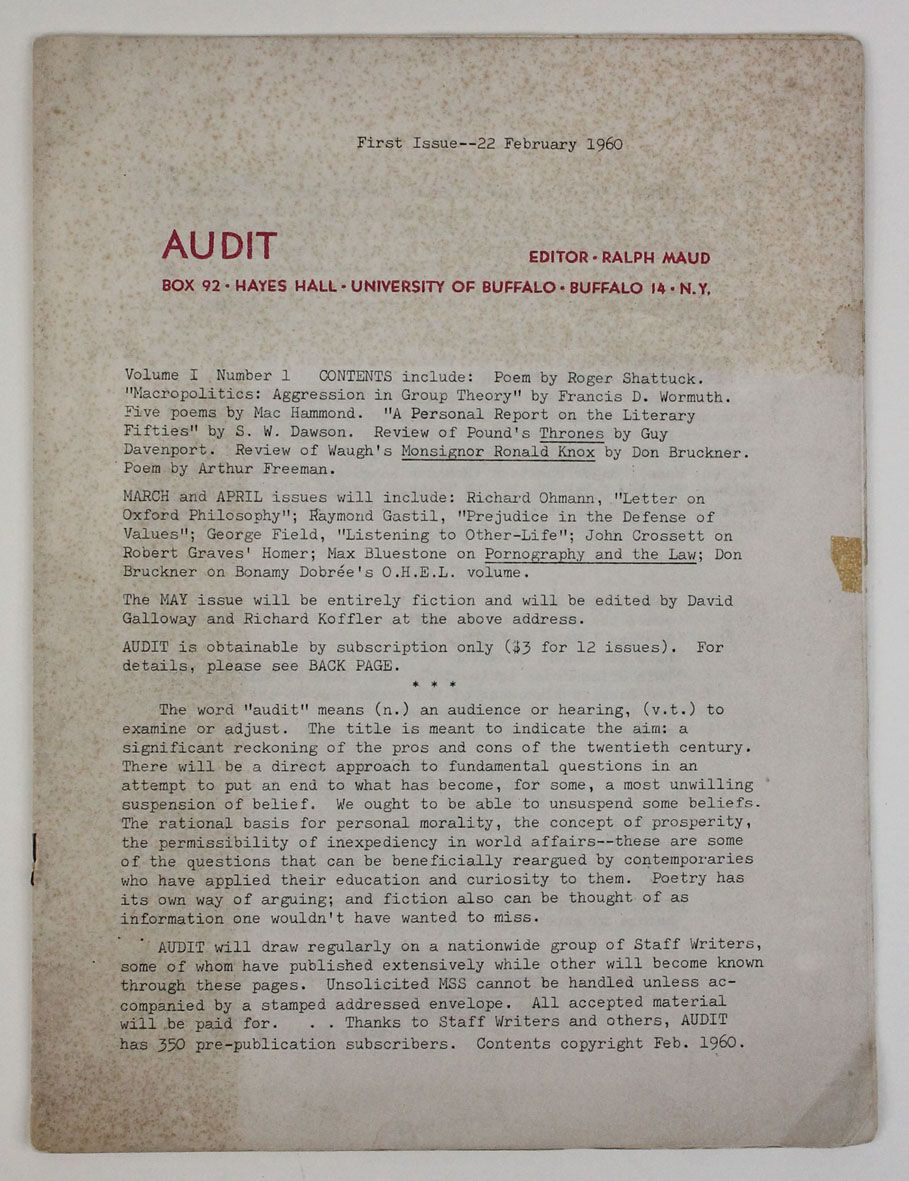 First Issue--22 February 1960
AUDIT
EDITOR • RALPH MAUD
BOX 92 • HAYES HALL • UNIVERSITY OF BUFFALO • BUFFALO 14 • N.Y.
Volume I Number 1 CONTENTS include: Poem by Roger Shattuck.
"Macropolitics: Aggression in Group Theory" by Francis D. Wormuth.
Five poems by Mac Hammond. "A Personal Report on the Literary
Fifties" by S. W. Dawson. Review of Pound's Thrones by Guy
Davenport. Review of Waugh's Monsignor Ronald Knox by Don Bruckner.
Poem by Arthur Freeman.
MARCH and APRIL issues will include: Richard Ohmann, "Letter on
Oxford Philosophy"; Raymond Gastil, "Prejudice in the Defense of
Values"; George Field, "Listening to Other-Life"; John Crossett on
Robert Graves' Homer; Max Bluestone on Pornography and the Law; Don
Bruckner on Bonamy Dobrée's O.H.E.L. volume.
The MAY issue will be entirely fiction and will be edited by David
Galloway and Richard Koffler at the above address.
AUDIT is obtainable by subscription only ($3 for 12 issues). For
details, please see BACK PAGE.
* * *
The word "audit" means (n.) an audience or hearing, (v.t.) to
examine or adjust. The title is meant to indicate the aim: a
significant reckoning of the pros and cons of the twentieth century.
There will be a direct approach to fundamental questions in an
attempt to put an end to what has become, for some, a most unwilling
suspension of belief. We ought to be able to unsuspend some beliefs.
The rational basis for personal morality, the concept of prosperity,
the permissibility of inexpediency in world affairs--these are some
of the questions that can be beneficially reargued by contemporaries
who have applied their education and curiosity to them. Poetry has
its own way of arguing; and fiction also can be thought of as
information one wouldn't have wanted to miss.
AUDIT will draw regularly on a nationwide group of Staff Writers,
some of whom have published extensively while other will become known
through these pages. Unsolicited MSS cannot be handled unless ac-
companied by a stamped addressed envelope. All accepted material
will be paid for. . . Thanks to Staff Writers and others, AUDIT
has 350 pre-publication subscribers. Contents copyright Feb. 1960.